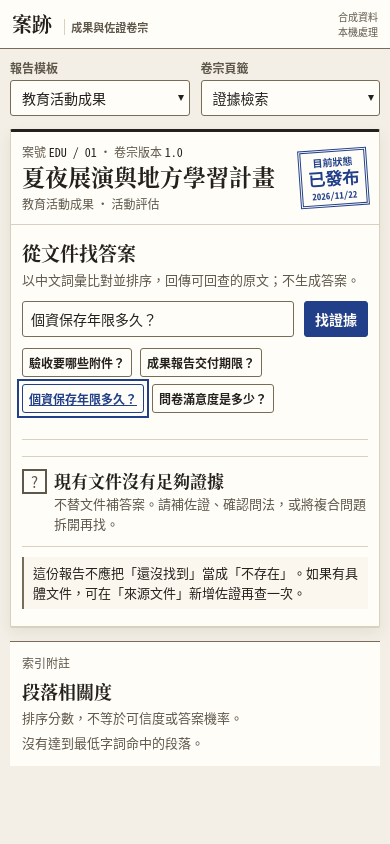 案跡
成果與佐證卷宗
合成資料
本機處理
報告模板
卷宗頁籤
教育活動成果
證據檢索
案號 EDU / 01 • 卷宗版本 1.0
夏夜展演與地方學習計畫
教育活動成果 • 活動評估
目前狀態
已發布
2026/11/22
從文件找答案
以中文詞彙比對並排序，回傳可回查的原文；不生成答案。
個資保存年限多久？
找證據
驗收要哪些附件？
成果報告交付期限？
個資保存年限多久？
問卷滿意度是多少？
?
現有文件沒有足夠證據
不替文件補答案。請補佐證、確認問法，或將複合問題
拆開再找。
這份報告不應把「還沒找到」當成「不存在」。如果有具
體文件，可在「來源文件」新增佐證再查一次。
索引附註
段落相關度
排序分數，不等於可信度或答案機率。
沒有達到最低字詞命中的段落。